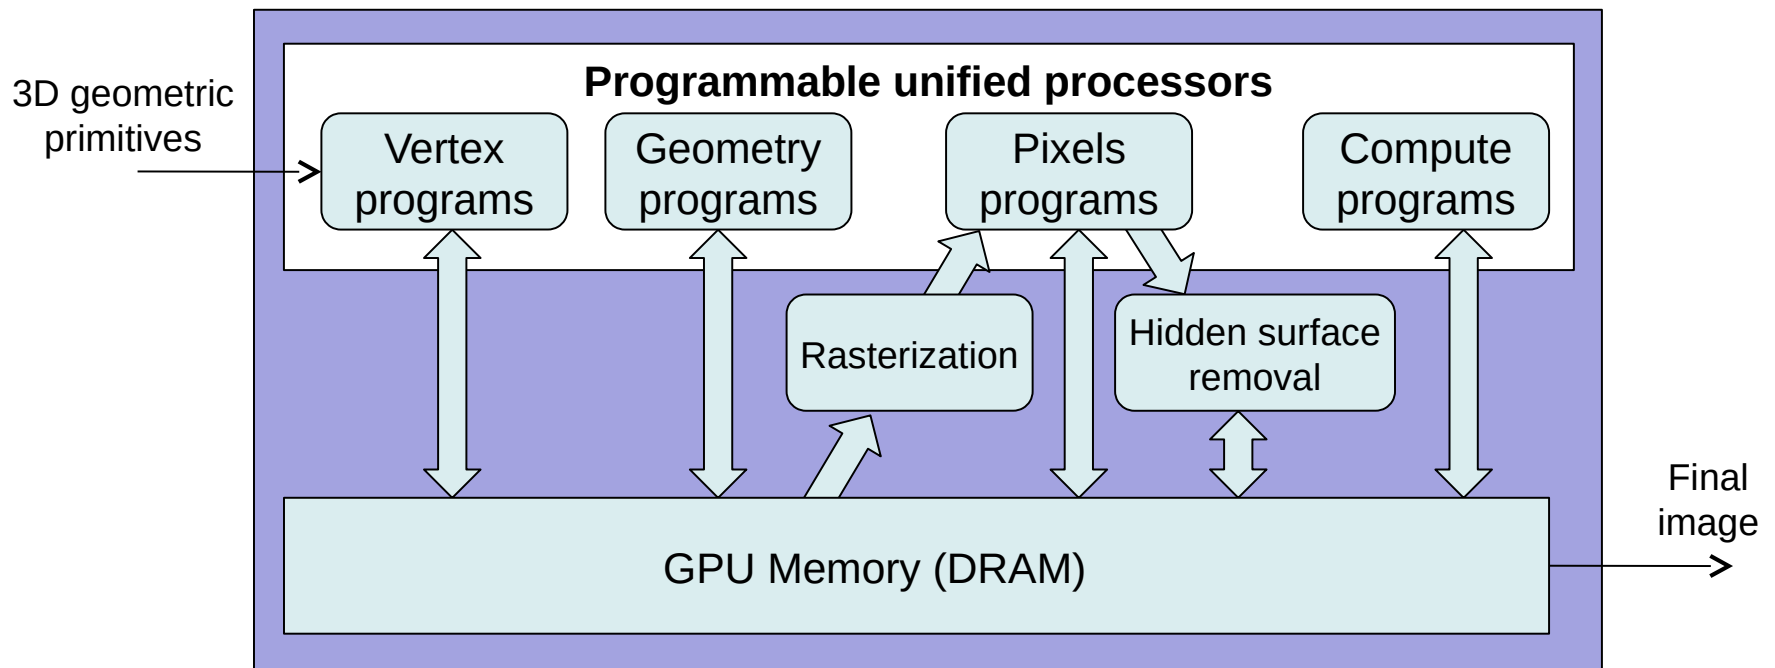 3D geometric
primitives
Programmable unified processors
Vertex
programs
Geometry
programs
Pixels
programs
Compute
programs
Rasterization
Hidden surface
removal
GPU Memory (DRAM)
Final
image